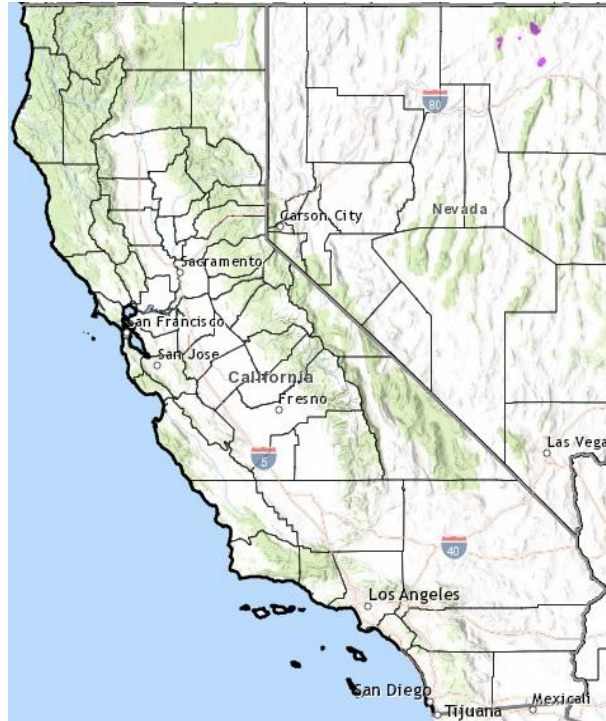 80
Nevada
Carson City
Sacramento
San Francisco
San Jose
California
Fresno
Las Vega
5
40
Los Angeles
San Diego
Tijuana
Mexicali